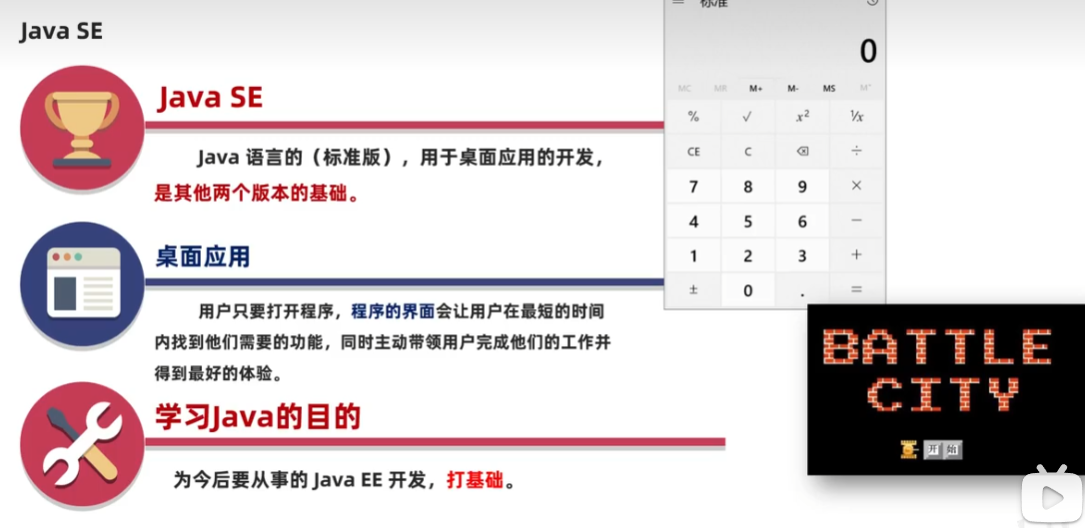 Java SE
Java SE
Java 语言的（标准版），用于桌面应用的开发，
是其他两个版本的基础。
桌面应用
用户只要打开程序，程序的界面会让用户在最短的时间
内找到他们需要的功能，同时主动带领用户完成他们的工作并
得到最好的体验。
学习Java的目的
为今后要从事的 Java EE 开发，打基础。
标准
0
MC MR M+ M- MS M˅
% √ x² ¹/x
CE C ⌫ ÷
7 8 9 ×
4 5 6 −
1 2 3 +
± 0 . =
BATTLE
CITY
开始